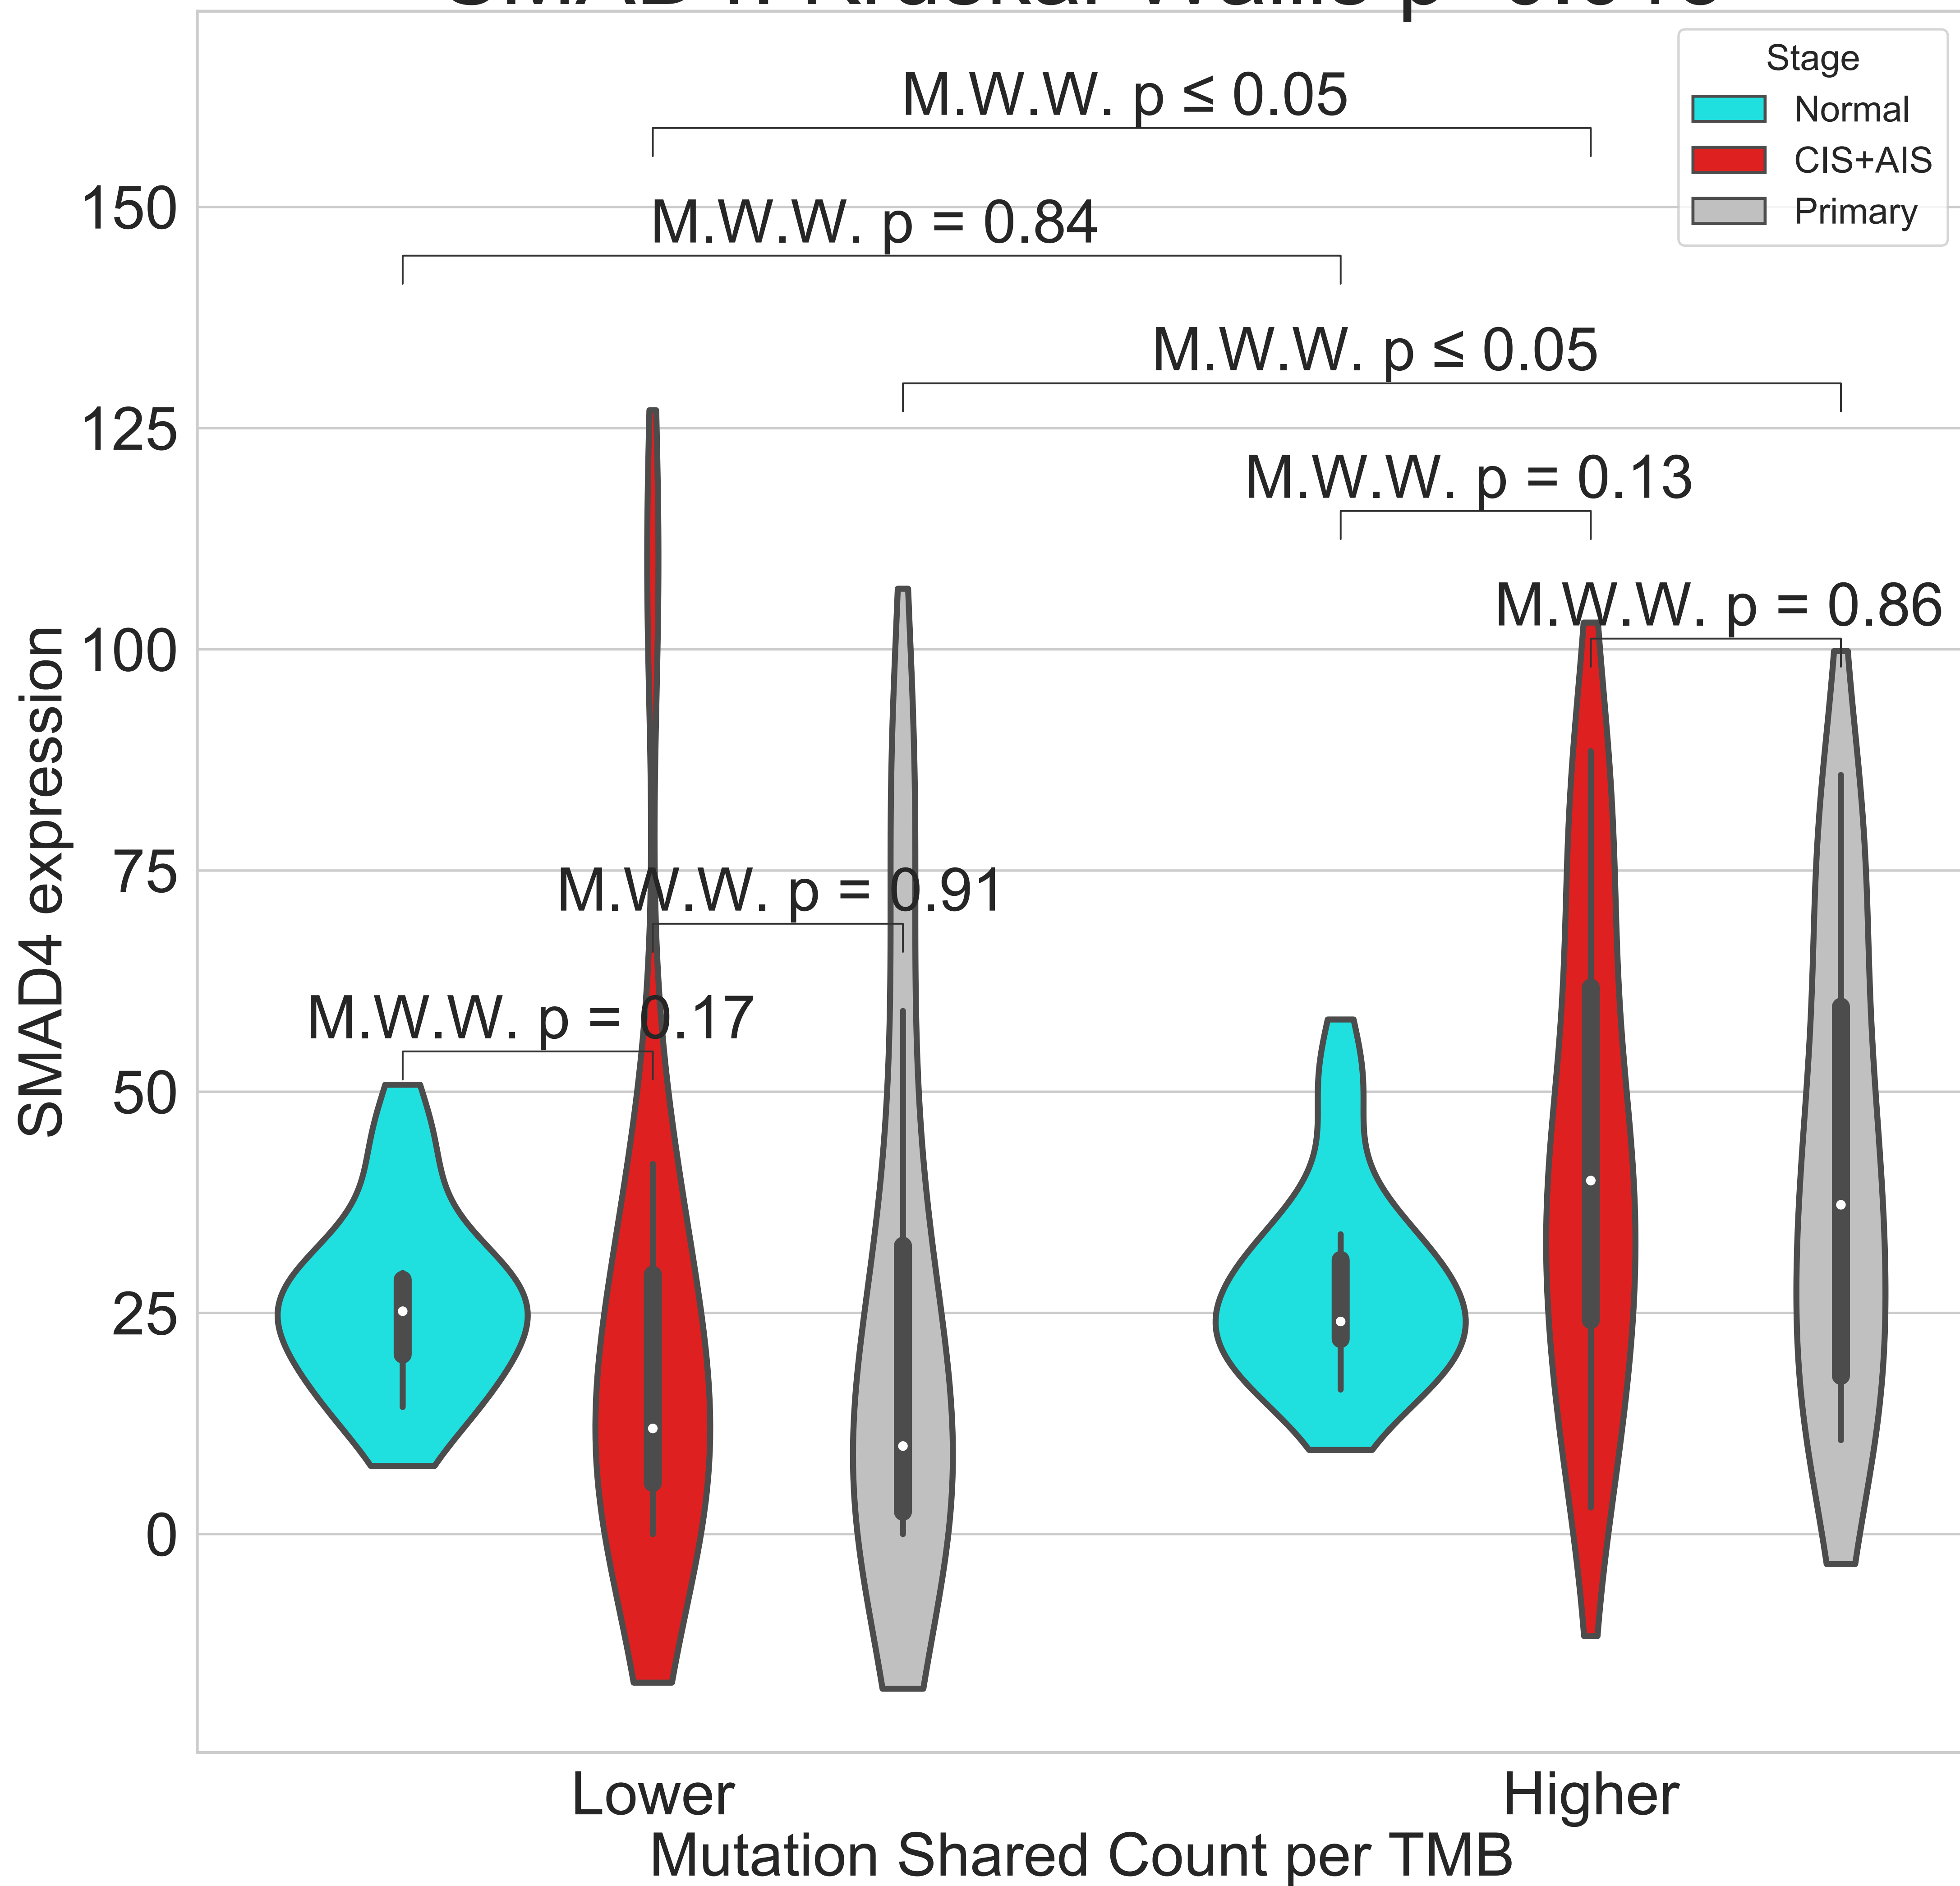 Stage
Normal
CIS+AIS
Primary
M.W.W. p ≤ 0.05
M.W.W. p = 0.84
M.W.W. p ≤ 0.05
M.W.W. p = 0.13
M.W.W. p = 0.86
M.W.W. p = 0.91
M.W.W. p = 0.17
150
125
100
75
50
25
0
SMAD4 expression
Lower
Higher
Mutation Shared Count per TMB